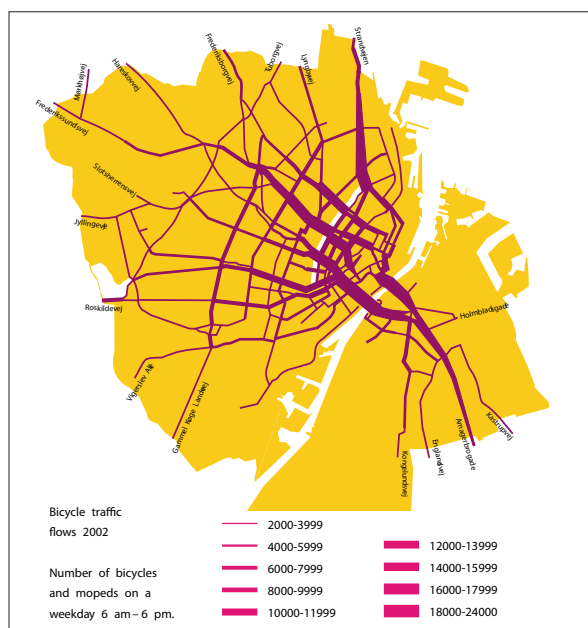 Strandvejen
Frederiksborgvej
Tuborgvej
Lyngbyvej
Hareskovvej
Mørkhøjvej
Frederikssundsvej
Slotsherrensvej
Jyllingevej
Roskildevej
Holmbladsgade
Vigerslev Allé
Gammel Køge Landevej
Kastrupvej
Amagerbrogade
Englandsvej
Kongelundsvej
Bicycle traffic
flows 2002
Number of bicycles
and mopeds on a
weekday 6 am – 6 pm.
2000-3999
4000-5999
6000-7999
8000-9999
10000-11999
12000-13999
14000-15999
16000-17999
18000-24000